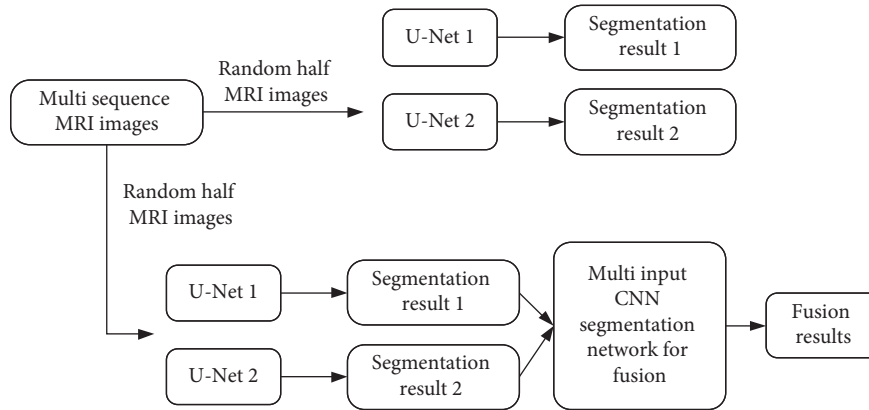 U-Net 1
Segmentation
result 1
Random half
MRI images
Multi sequence
MRI images
U-Net 2
Segmentation
result 2
Random half
MRI images
U-Net 1
Segmentation
result 1
U-Net 2
Segmentation
result 2
Multi input
CNN
segmentation
network for
fusion
Fusion
results